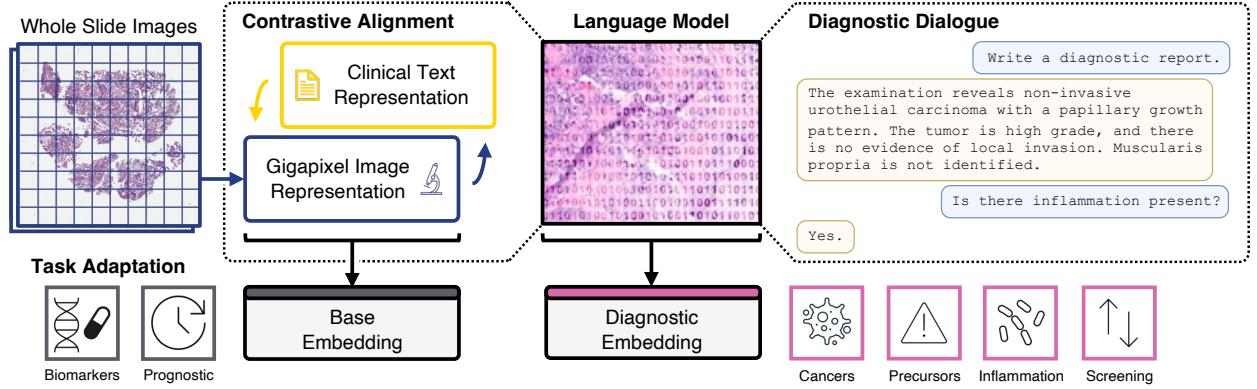 Whole Slide Images
Contrastive Alignment
Clinical Text
Representation
Gigapixel Image
Representation
Language Model
Diagnostic Dialogue
Write a diagnostic report.
The examination reveals non-invasive
urothelial carcinoma with a papillary growth
pattern. The tumor is high grade, and there
is no evidence of local invasion. Muscularis
propria is not identified.
Is there inflammation present?
Yes.
Task Adaptation
Biomarkers
Prognostic
Base
Embedding
Diagnostic
Embedding
Cancers
Precursors
Inflammation
Screening